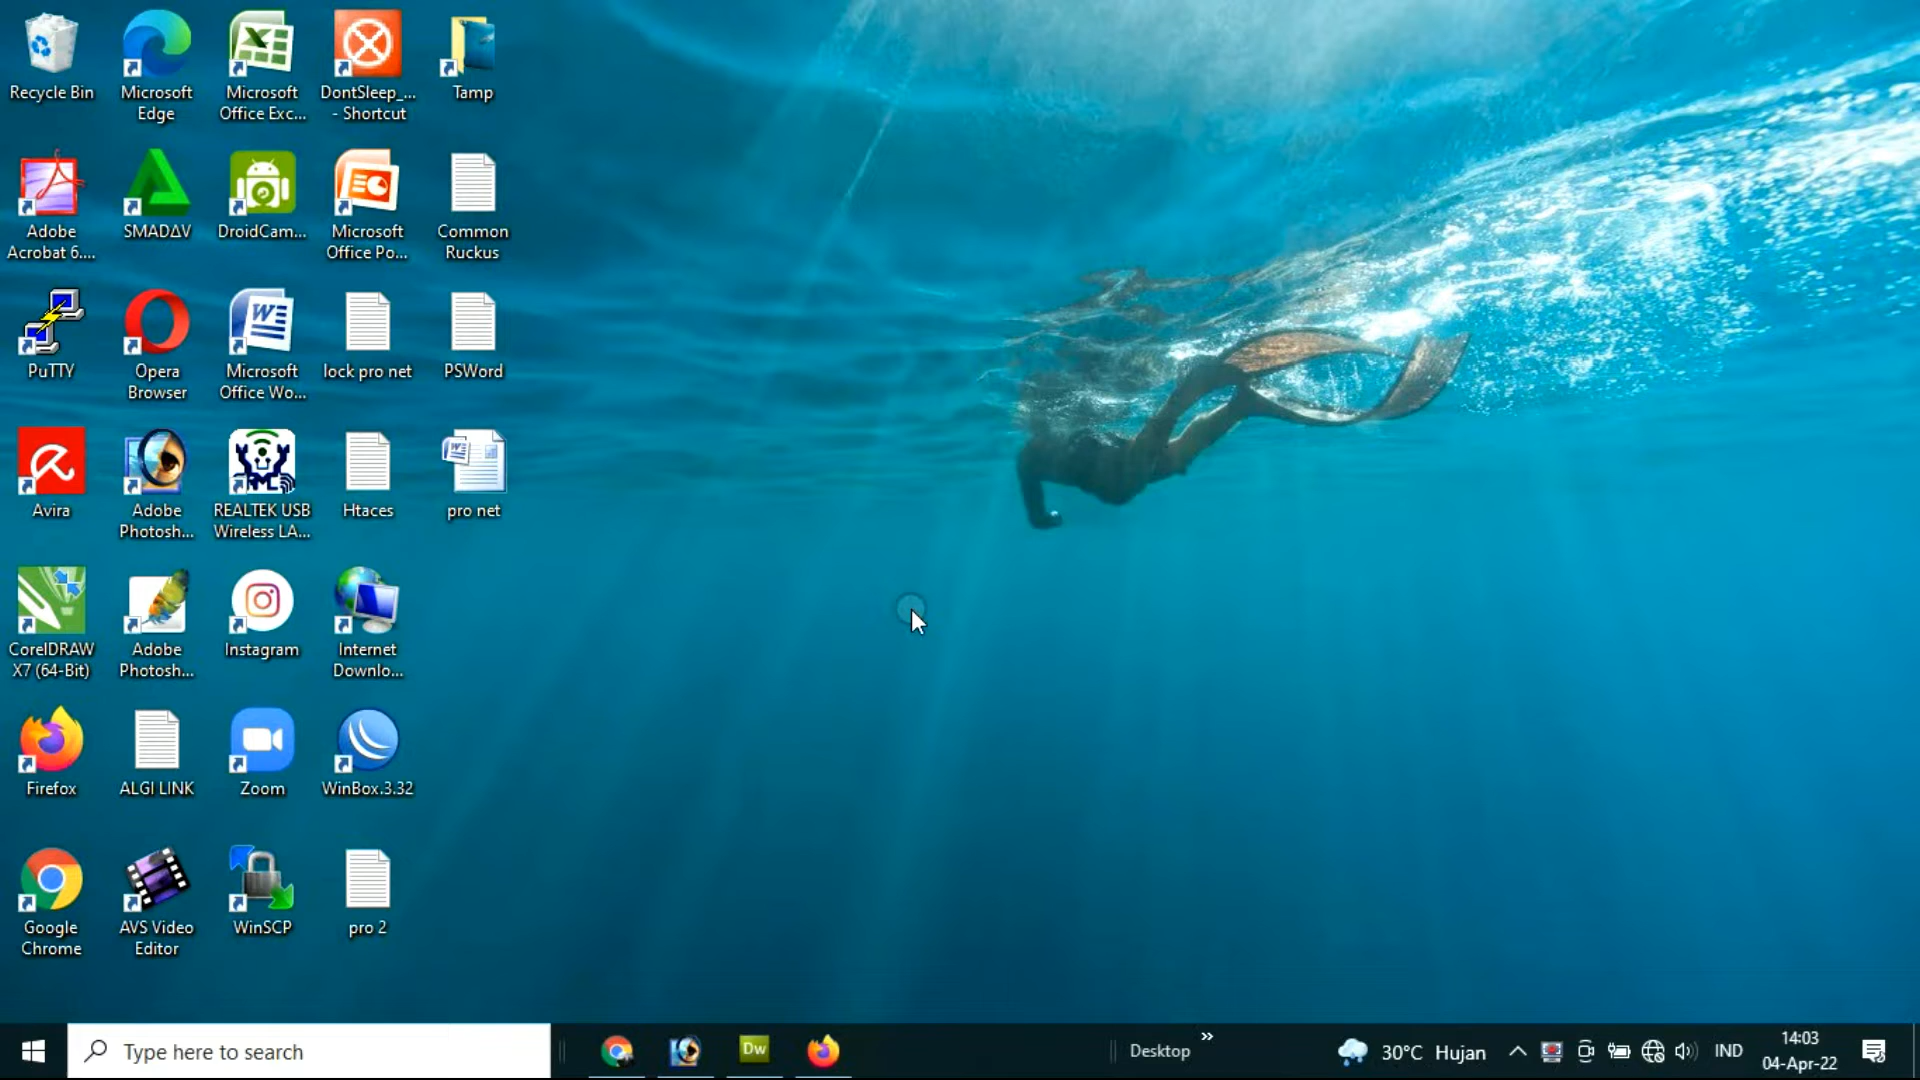 Recycle Bin
Microsoft
Edge
Microsoft
Office Exc...
DontSleep_...
- Shortcut
Tamp
Adobe
Acrobat 6....
SMADΔV
DroidCam...
Microsoft
Office Po...
Common
Ruckus
PuTTY
Opera
Browser
Microsoft
Office Wo...
lock pro net
PSWord
Avira
Adobe
Photosh...
REALTEK USB
Wireless LA...
Htaces
pro net
CorelDRAW
X7 (64-Bit)
Adobe
Photosh...
Instagram
Internet
Downlo...
Firefox
ALGI LINK
Zoom
WinBox.3.32
Google
Chrome
AVS Video
Editor
WinSCP
pro 2
Type here to search
Dw
Desktop
30°C Hujan
IND
14:03
04-Apr-22